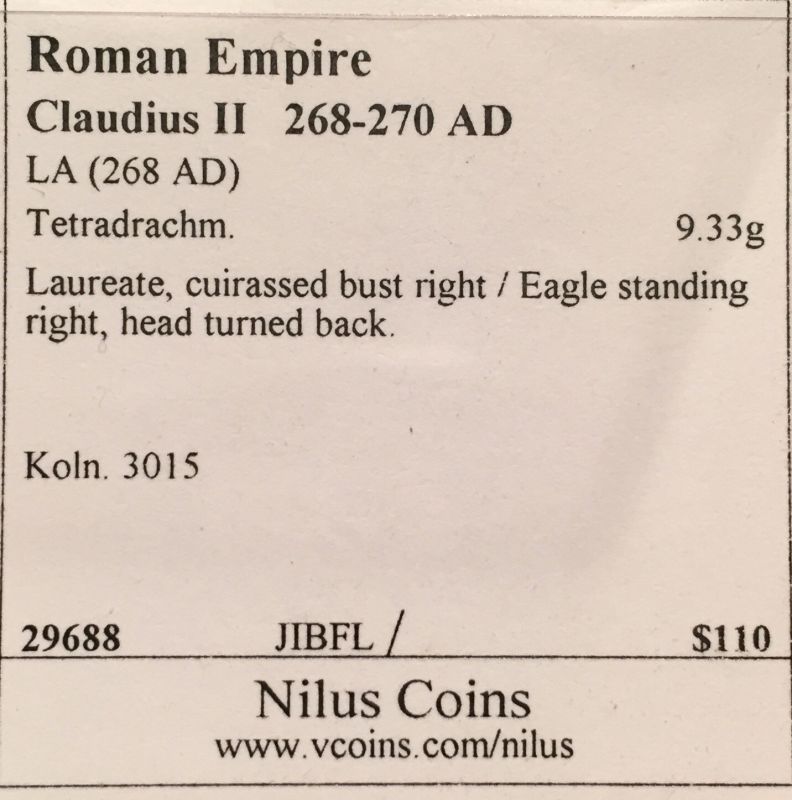 Roman Empire
Claudius II 268-270 AD
LA (268 AD)
Tetradrachm. 9.33g
Laureate, cuirassed bust right / Eagle standing
right, head turned back.
Koln. 3015
29688 JIBFL / $110
Nilus Coins
www.vcoins.com/nilus